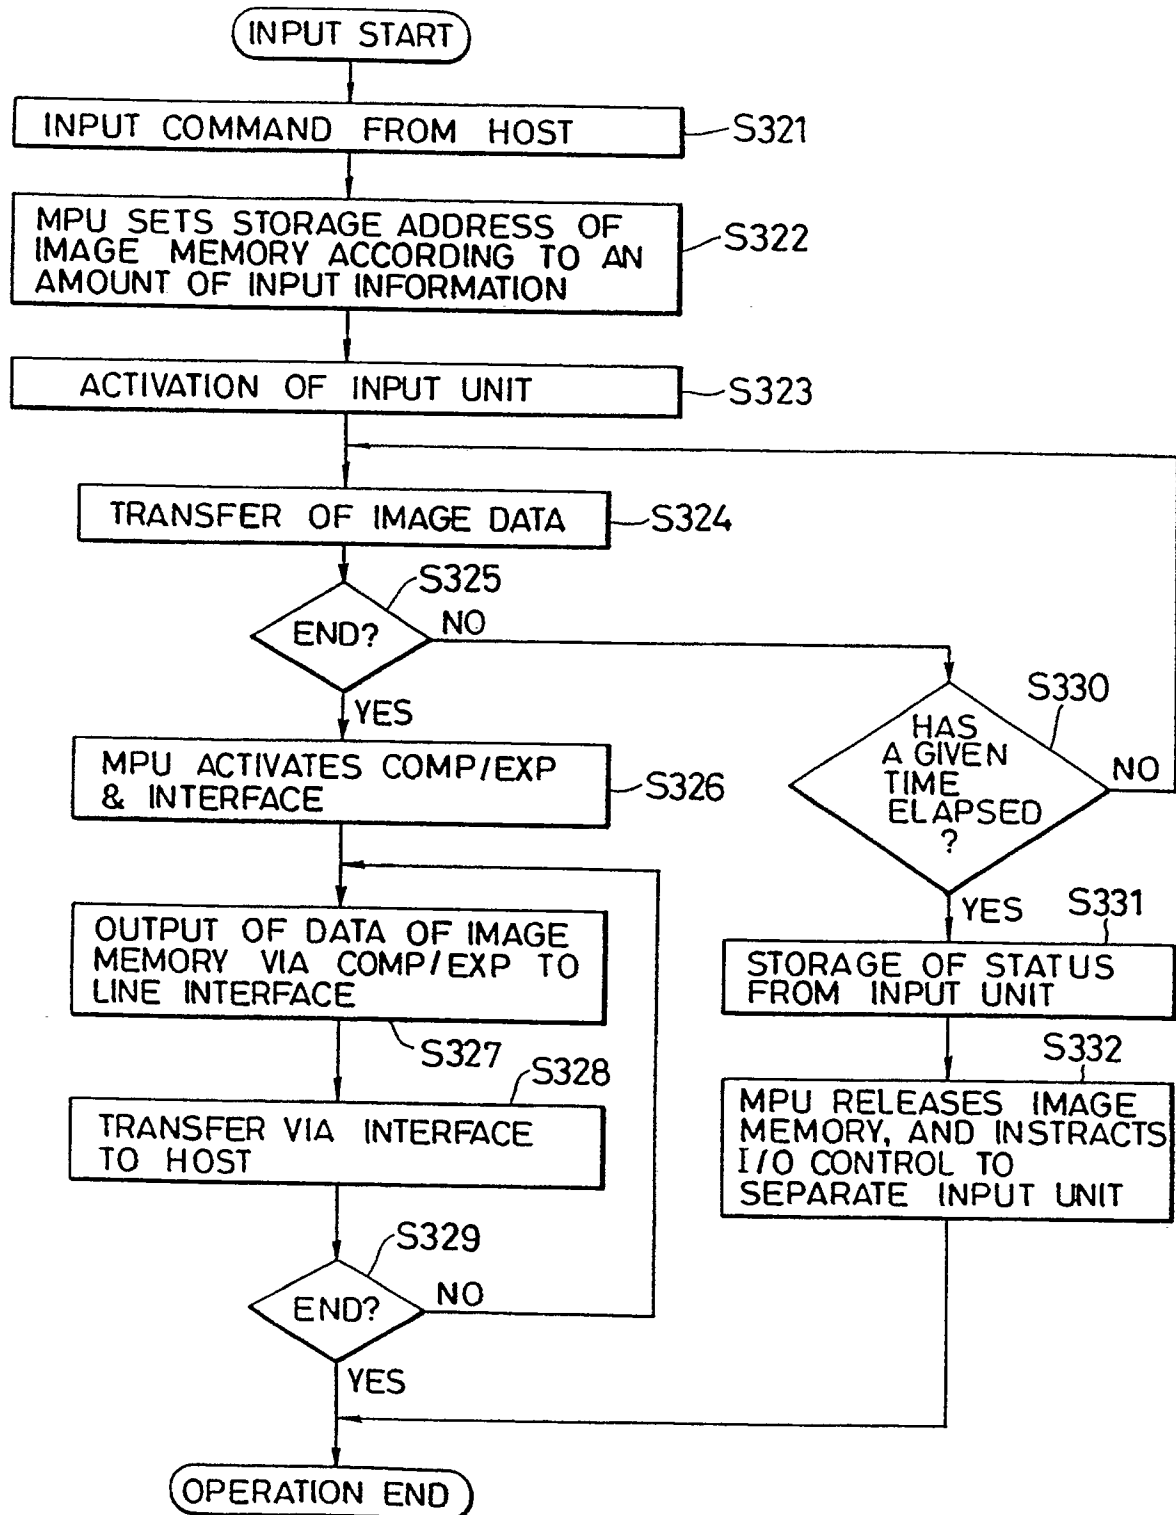 INPUT START
INPUT COMMAND FROM HOST
S321
MPU SETS STORAGE ADDRESS OF
IMAGE MEMORY ACCORDING TO AN
AMOUNT OF INPUT INFORMATION
S322
ACTIVATION OF INPUT UNIT
S323
TRANSFER OF IMAGE DATA
S324
S325
END?
NO
YES
S330
HAS
A GIVEN
TIME
ELAPSED
?
NO
YES
MPU ACTIVATES COMP/EXP
& INTERFACE
S326
OUTPUT OF DATA OF IMAGE
MEMORY VIA COMP/EXP TO
LINE INTERFACE
S327
S331
STORAGE OF STATUS
FROM INPUT UNIT
S328
TRANSFER VIA INTERFACE
TO HOST
S332
MPU RELEASES IMAGE
MEMORY, AND INSTRACTS
I/O CONTROL TO
SEPARATE INPUT UNIT
S329
END?
NO
YES
OPERATION END